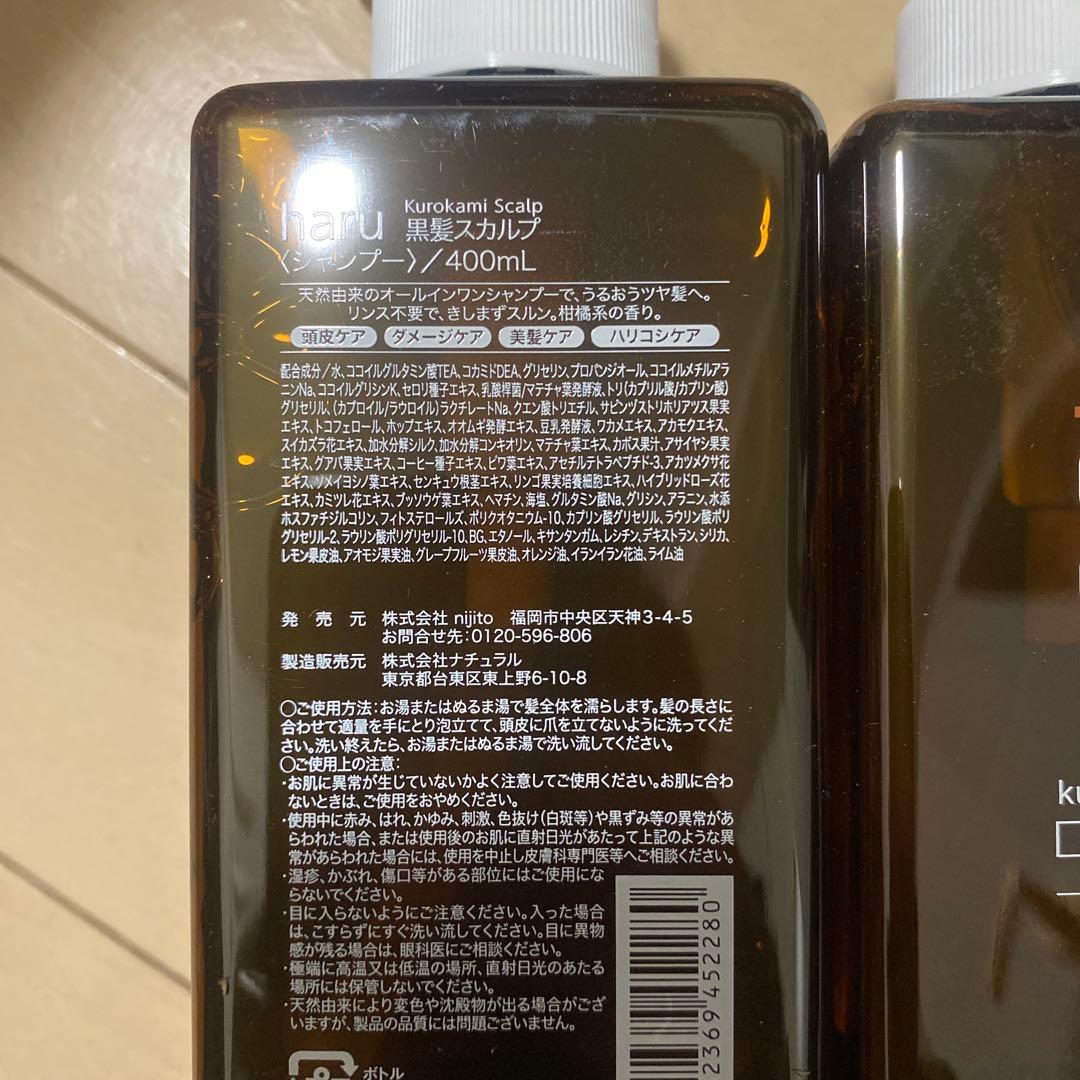 haru
Kurokami Scalp
黒髪スカルプ
〈シャンプー〉／400mL
天然由来のオールインワンシャンプーで、うるおうツヤ髪へ。
リンス不要で、きしまずスルン。柑橘系の香り。
頭皮ケア ダメージケア 美髪ケア ハリコシケア
配合成分／水、ココイルグルタミン酸TEA、コカミドDEA、グリセリン、プロパンジオール、ココイルメチルアラ
ニンNa、ココイルグリシンK、セロリ種子エキス、乳酸桿菌/マテチャ葉発酵液、トリ(カプリル酸/カプリン酸)
グリセリル、(カプロイル/ラウロイル)ラクチレートNa、クエン酸トリエチル、サピンヅストリホリアツス果実
エキス、トコフェロール、ホップエキス、オオムギ発酵エキス、豆乳発酵液、ワカメエキス、アカモクエキス、
スイカズラ花エキス、加水分解シルク、加水分解コンキオリン、マテチャ葉エキス、カボス果汁、アサイヤシ果実
エキス、グアバ果実エキス、コーヒー種子エキス、ビワ葉エキス、アセチルテトラペプチド-3、アカツメクサ花
エキス、ソメイヨシノ葉エキス、センキュウ根茎エキス、リンゴ果実培養細胞エキス、ハイブリッドローズ花
エキス、カミツレ花エキス、ブッソウゲ葉エキス、ヘマチン、海塩、グルタミン酸Na、グリシン、アラニン、水添
ホスファチジルコリン、フィトステロールズ、ポリクオタニウム-10、カプリン酸グリセリル、ラウリン酸ポリ
グリセリル-2、ラウリン酸ポリグリセリル-10、BG、エタノール、キサンタンガム、レシチン、デキストラン、シリカ、
レモン果皮油、アオモジ果実油、グレープフルーツ果皮油、オレンジ油、イランイラン花油、ライム油
発売元 株式会社 nijito 福岡市中央区天神3-4-5
お問合せ先：0120-596-806
製造販売元 株式会社ナチュラル
東京都台東区東上野6-10-8
○ご使用方法：お湯またはぬるま湯で髪全体を濡らします。髪の長さに
合わせて適量を手にとり泡立てて、頭皮に爪を立てないように洗ってくだ
さい。洗い終えたら、お湯またはぬるま湯で洗い流してください。
○ご使用上の注意：
・お肌に異常が生じていないかよく注意してご使用ください。お肌に合わ
ないときは、ご使用をおやめください。
・使用中に赤み、はれ、かゆみ、刺激、色抜け(白斑等)や黒ずみ等の異常があ
らわれた場合、または使用後のお肌に直射日光があたって上記のような異
常があらわれた場合には、使用を中止し皮膚科専門医等へご相談ください。
・湿疹、かぶれ、傷口等がある部位にはご使用にな
らないでください。
・目に入らないようにご注意ください。入った場合
は、こすらずにすぐ洗い流してください。目に異物
感が残る場合は、眼科医にご相談ください。
・極端に高温又は低温の場所、直射日光のあたる
場所には保管しないでください。
・天然由来により変色や沈殿物が出る場合がござ
いますが、製品の品質には問題ございません。
ボトル
2369452280
ku